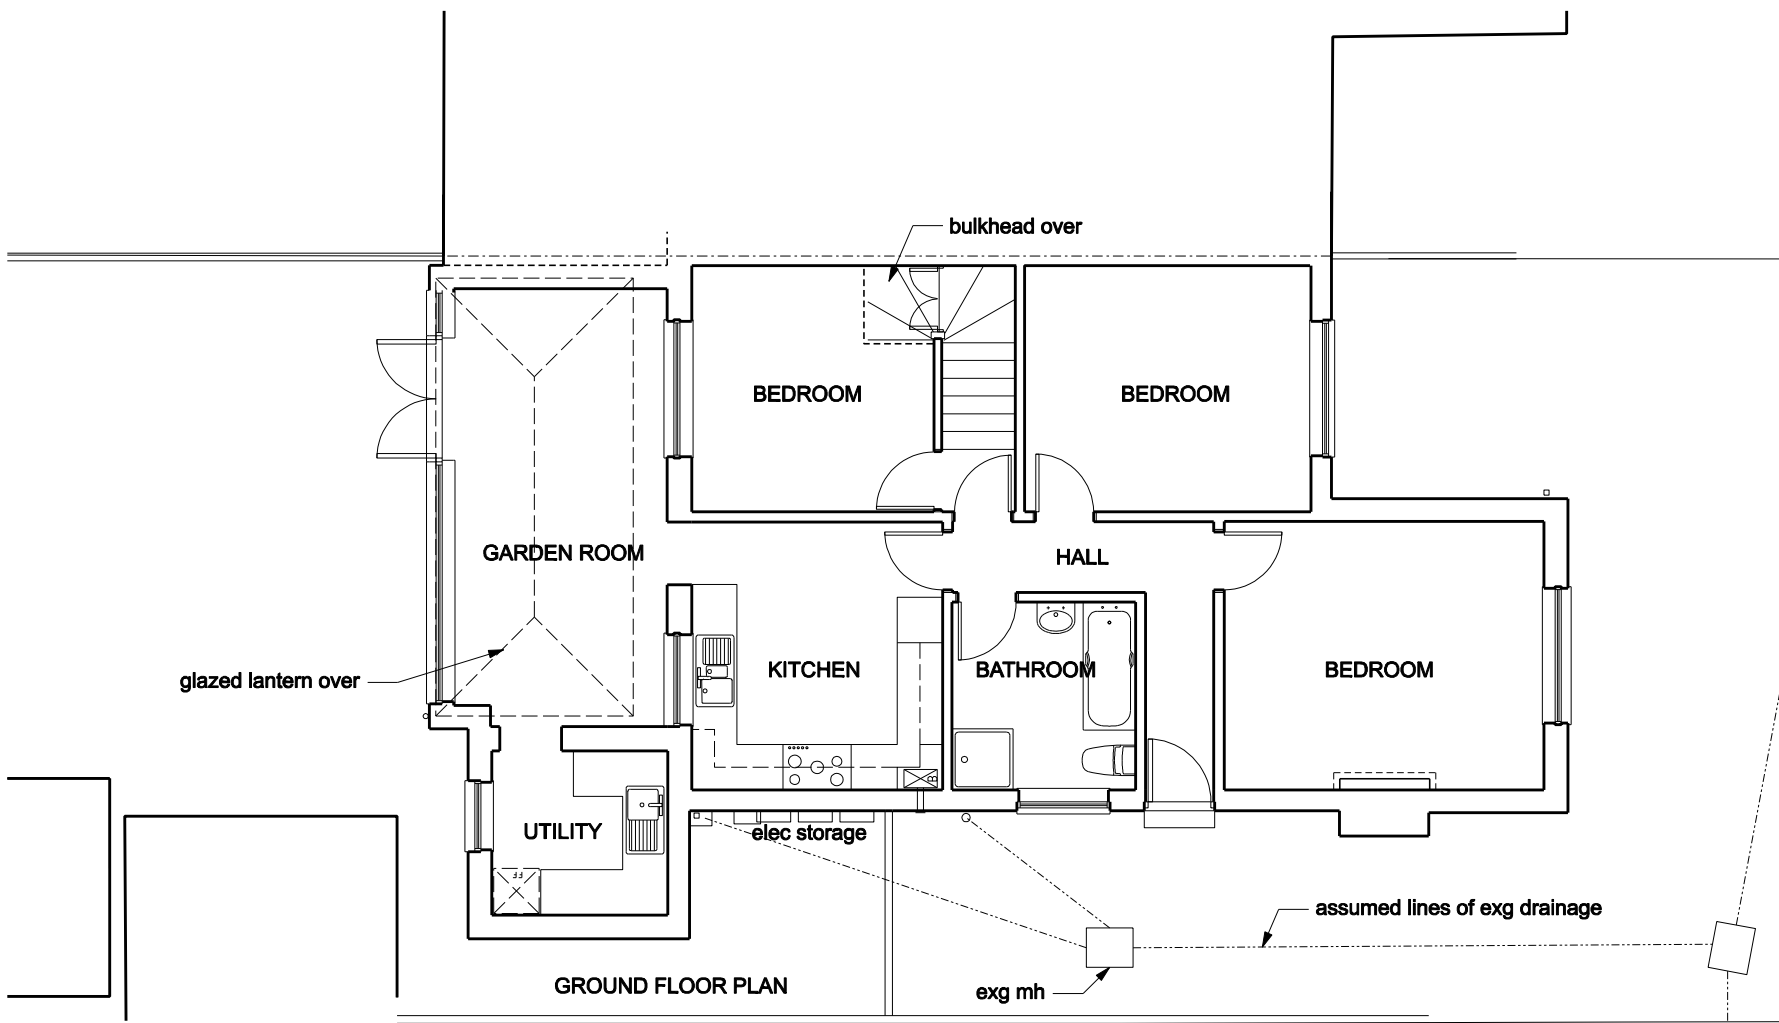 bulkhead over
BEDROOM
BEDROOM
GARDEN ROOM
HALL
glazed lantern over
KITCHEN
BATHROOM
BEDROOM
UTILITY
elec storage
assumed lines of exg drainage
GROUND FLOOR PLAN
exg mh